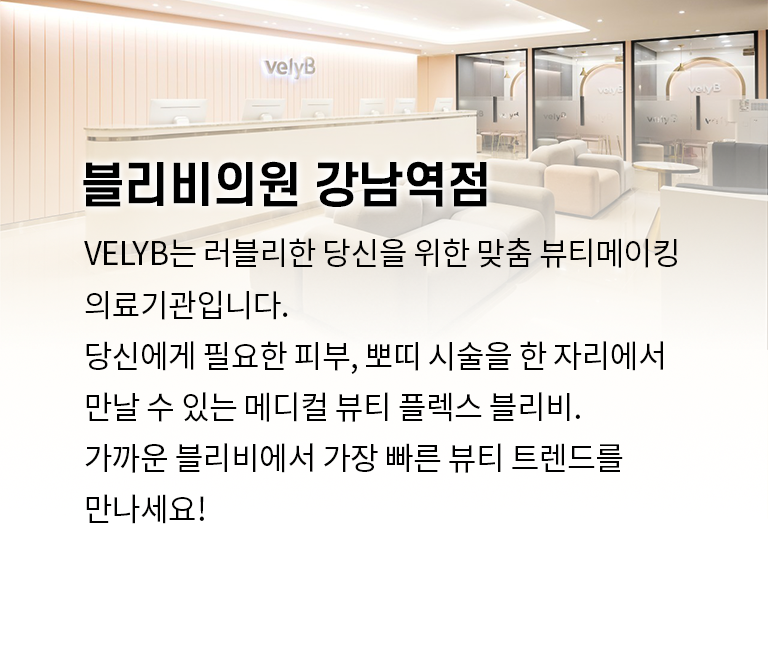 velyB
velyB
velyB
velyB
velyB
블리비의원 강남역점
VELYB는 러블리한 당신을 위한 맞춤 뷰티메이킹
의료기관입니다.
당신에게 필요한 피부, 뽀띠 시술을 한 자리에서
만날 수 있는 메디컬 뷰티 플렉스 블리비.
가까운 블리비에서 가장 빠른 뷰티 트렌드를
만나세요!